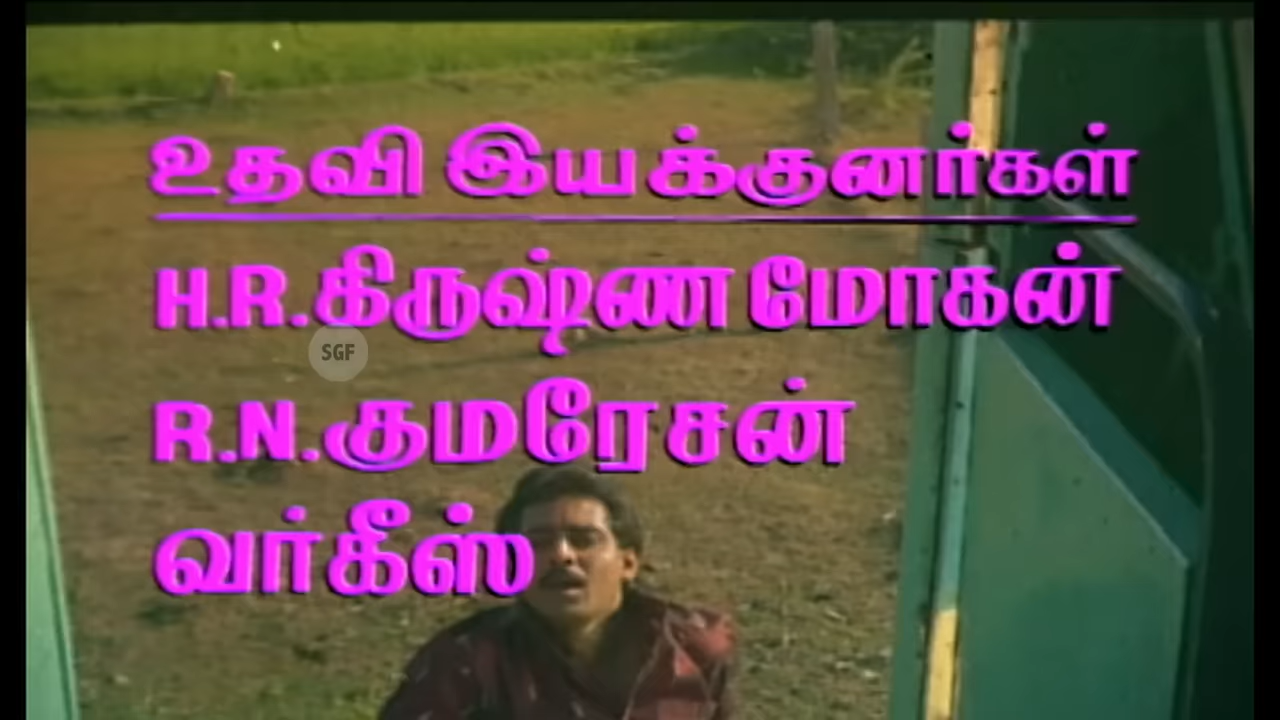 உதவி இயக்குனர்கள்
H.R.கிருஷ்ண மோகன்
SGF
R.N.குமரேசன்
வர்கீஸ்